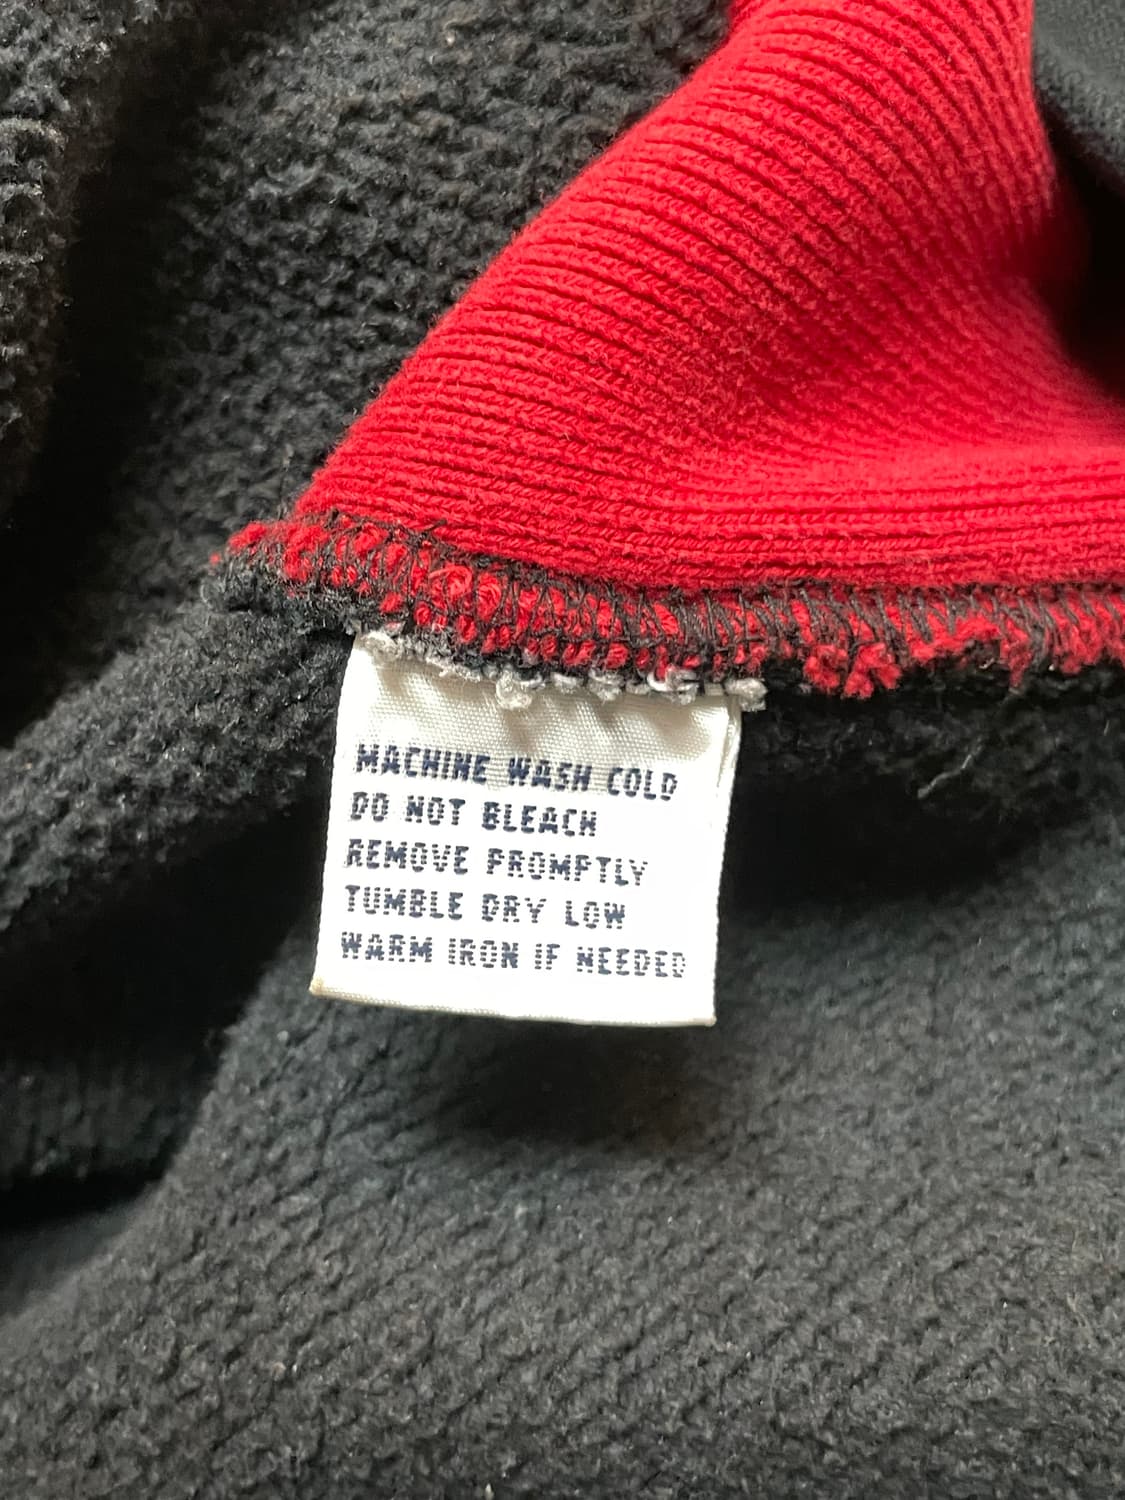 MACHINE WASH COLD
DO NOT BLEACH
REMOVE PROMPTLY
TUMBLE DRY LOW
WARM IRON IF NEEDED